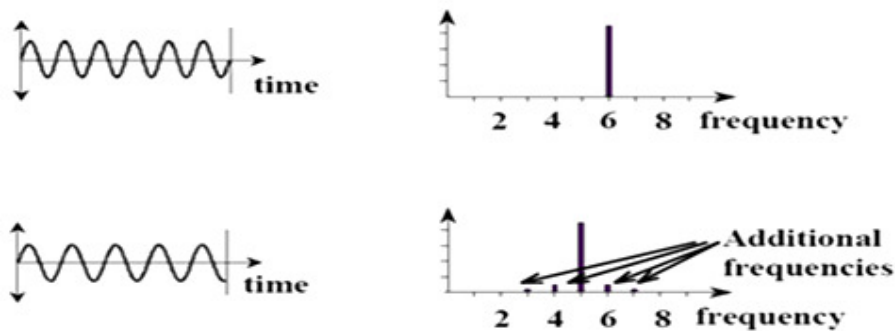 time
2 4 6 8 frequency
Additional
frequencies
time
2 4 6 8 frequency